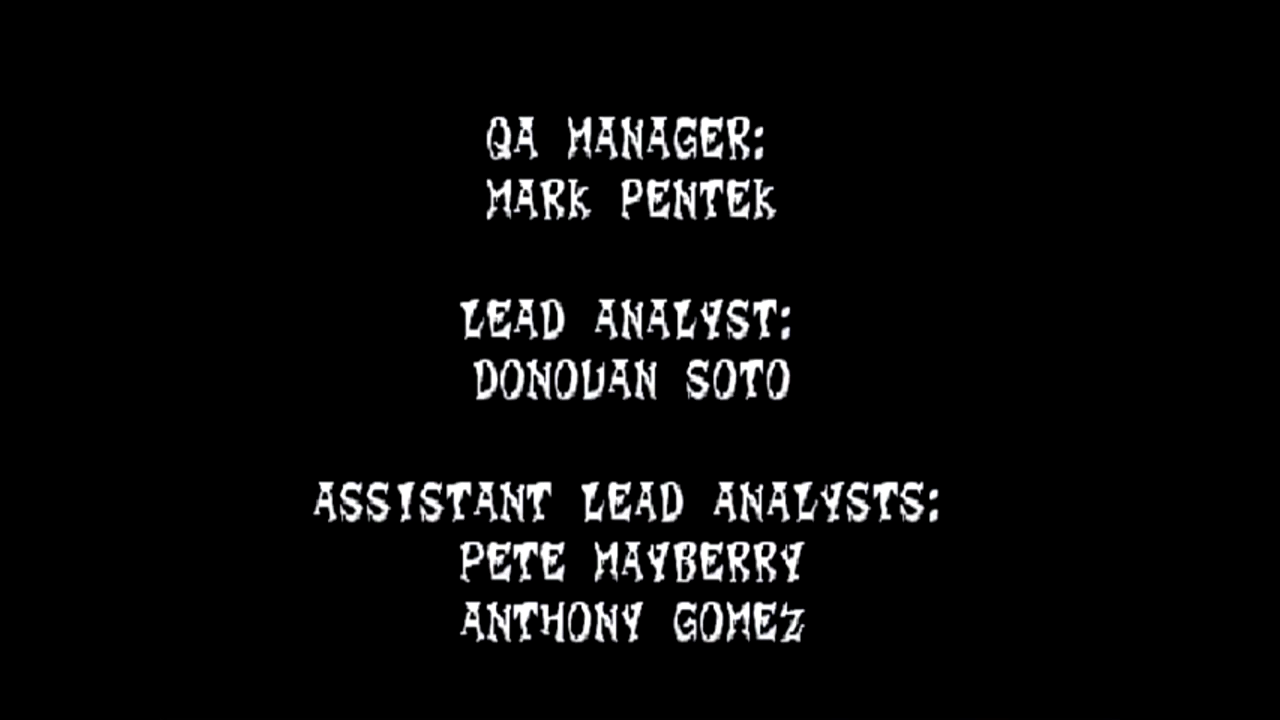 QA MANAGER:
MARK PENTEK
LEAD ANALYST:
DONOVAN SOTO
ASSISTANT LEAD ANALYSTS:
PETE MAYBERRY
ANTHONY GOMEZ